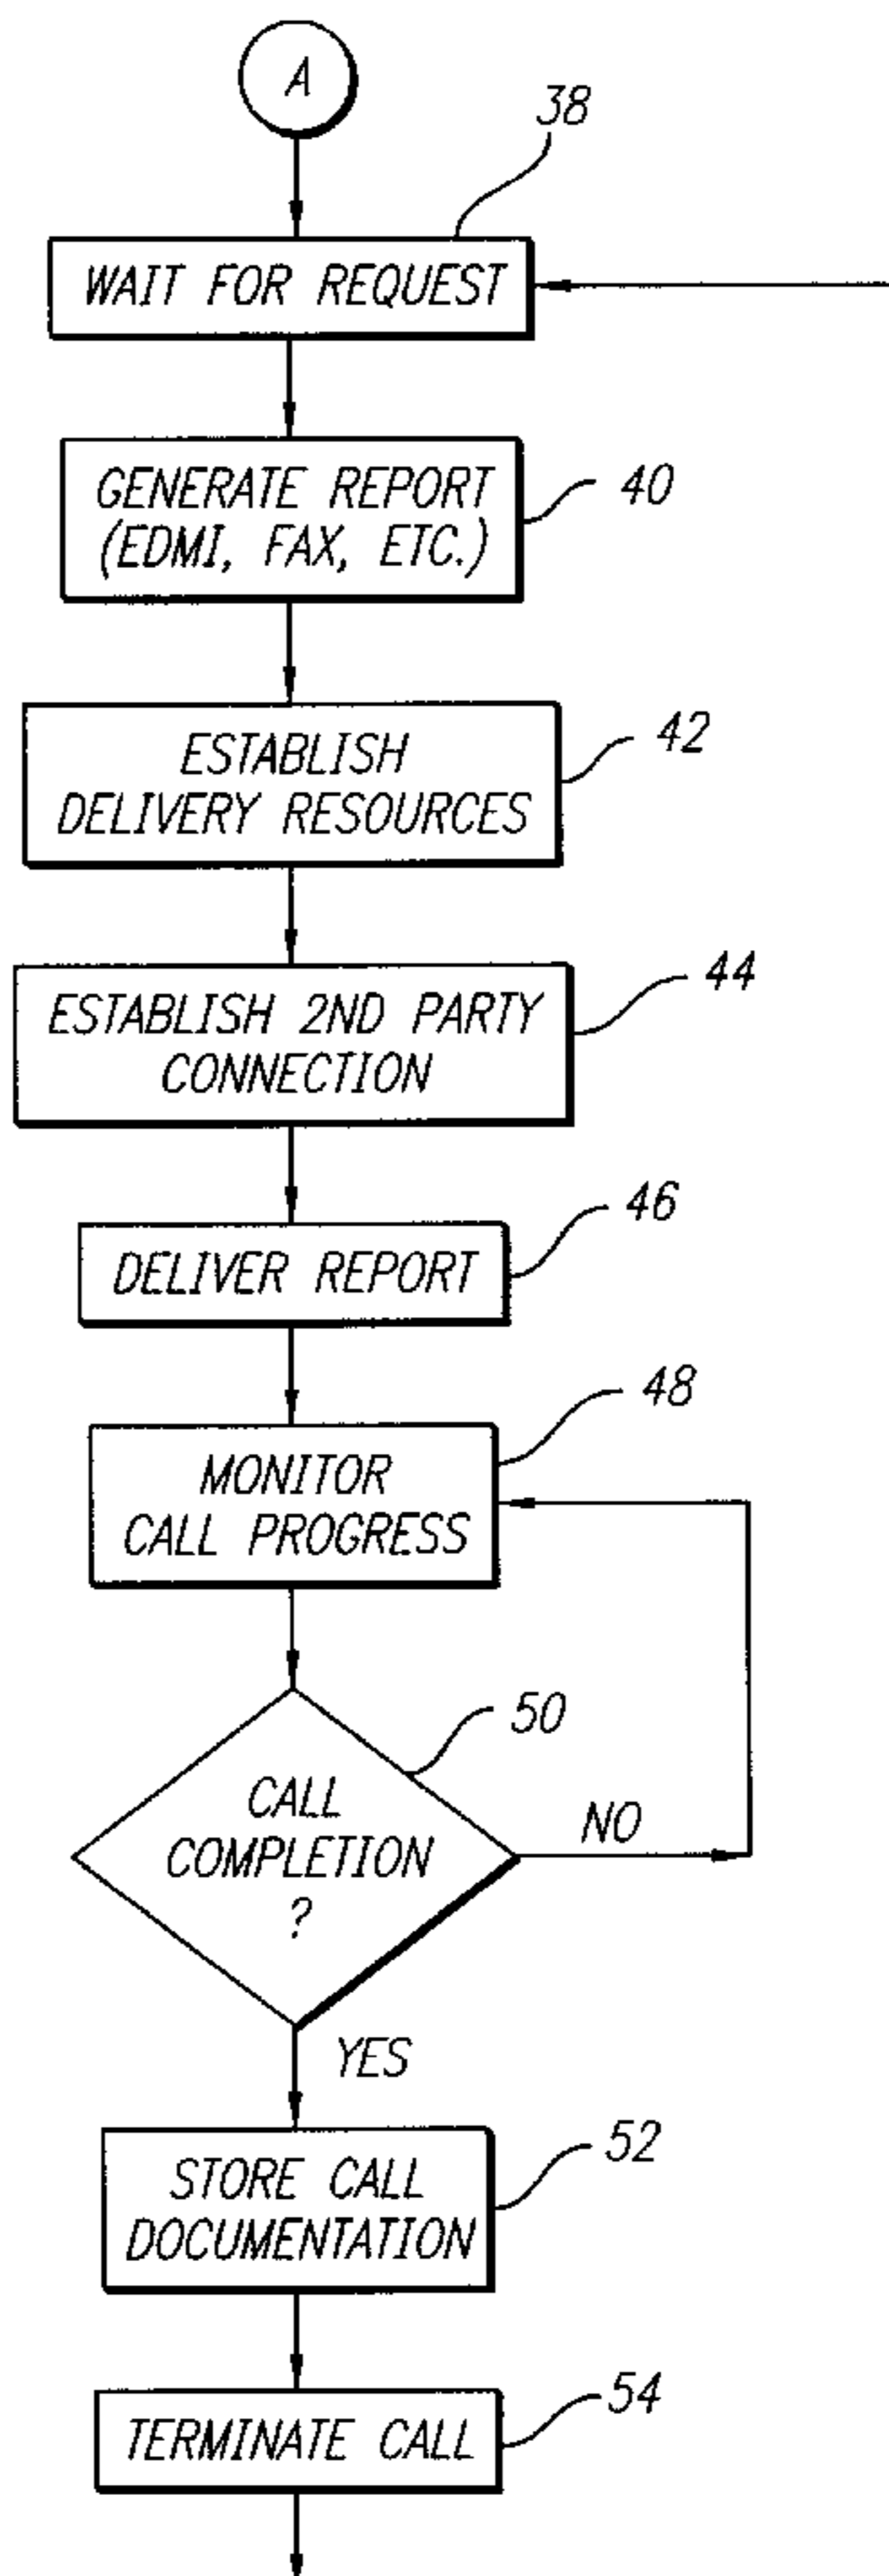 A
38
WAIT FOR REQUEST
GENERATE REPORT
(EDMI, FAX, ETC.)
40
ESTABLISH
DELIVERY RESOURCES
42
ESTABLISH 2ND PARTY
CONNECTION
44
DELIVER REPORT
46
MONITOR
CALL PROGRESS
48
CALL
COMPLETION
?
50
NO
YES
STORE CALL
DOCUMENTATION
52
TERMINATE CALL
54